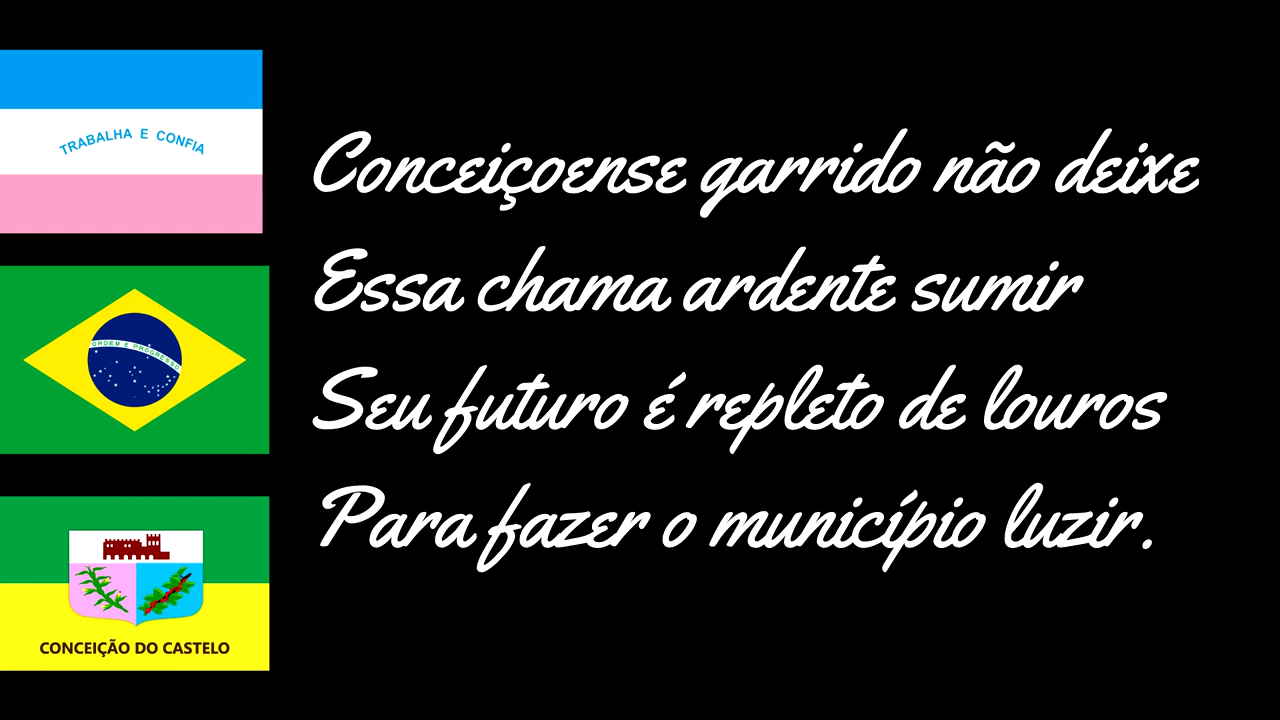 TRABALHA E CONFIA
ORDEM E PROGRESSO
CONCEIÇÃO DO CASTELO
Conceiçoense garrido não deixe
Essa chama ardente sumir
Seu futuro é repleto de louros
Para fazer o município luzir.